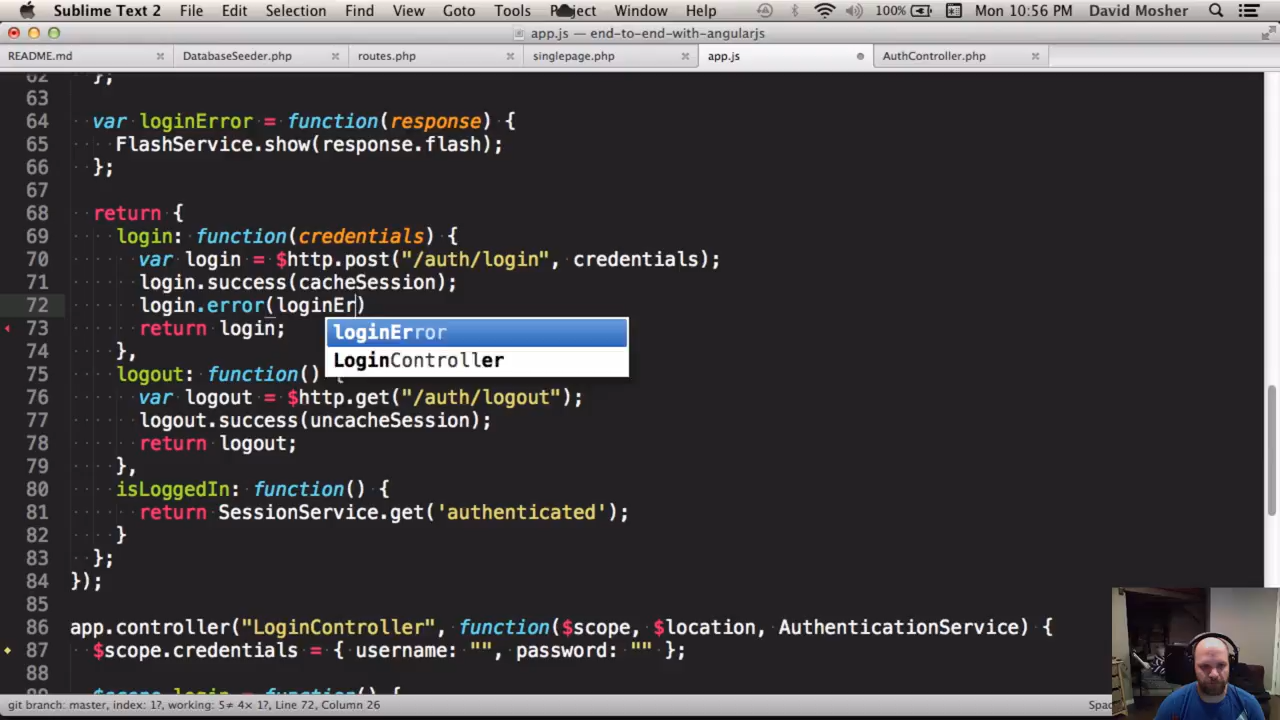 Sublime Text 2 File Edit Selection Find View Goto Tools Project Window Help 100% Mon 10:56 PM David Mosher
app.js — end-to-end-with-angularjs
README.md DatabaseSeeder.php routes.php singlepage.php app.js AuthController.php
62 };
63
64 var loginError = function(response) {
65 FlashService.show(response.flash);
66 };
67
68 return {
69 login: function(credentials) {
70 var login = $http.post("/auth/login", credentials);
71 login.success(cacheSession);
72 login.error(loginEr)
73 return login;
loginError
74 },
LoginController
75 logout: function() {
76 var logout = $http.get("/auth/logout");
77 logout.success(uncacheSession);
78 return logout;
79 },
80 isLoggedIn: function() {
81 return SessionService.get('authenticated');
82 }
83 };
84 });
85
86 app.controller("LoginController", function($scope, $location, AuthenticationService) {
87 $scope.credentials = { username: "", password: "" };
88
89 $scope.login = function() {
git branch: master, index: 1?, working: 5≠ 4× 1?, Line 72, Column 26 Spac